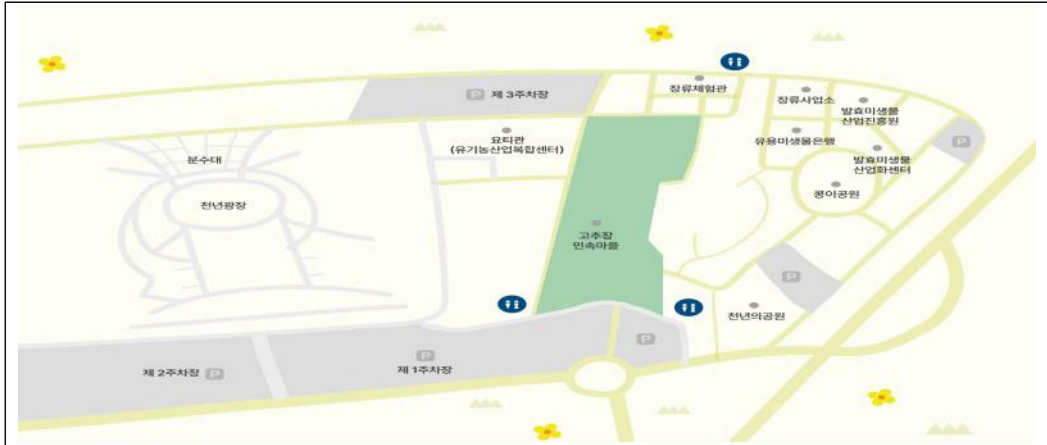 P 제 3주차장
장류체험관
장류사업소
발효미생물
산업진흥원
P
요티관
(유기농산업복합센터)
유용미생물은행
분수대
발효미생물
산업화센터
콩이공원
천년광장
고추장
민속마을
P
천년의공원
P
P
제 1주차장
제 2주차장 P